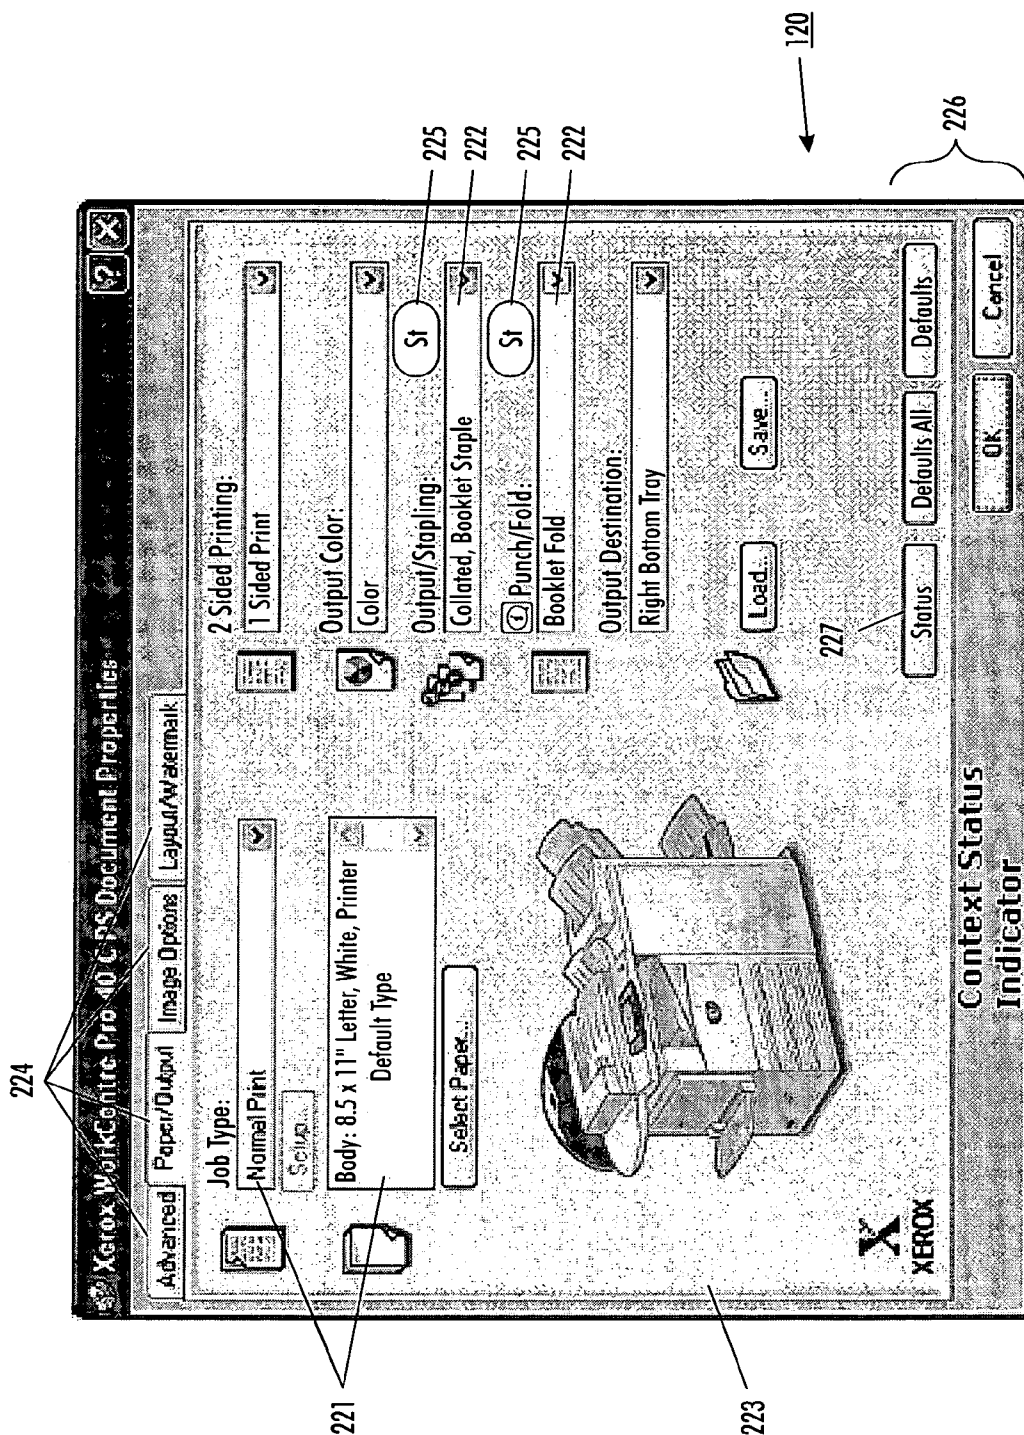 120
Xerox WorkCentre Pro 40 C PS Document Properties
? X
224
Advanced Paper/Output Image Options Layout/Watermark
Job Type:
Normal Print
Setup...
Body: 8.5 x 11" Letter, White, Printer
Default Type
Select Paper...
221
2 Sided Printing:
1 Sided Print
Output Color:
Color
Output/Stapling:
St
225
Collated, Booklet Staple
222
Punch/Fold:
St
225
Booklet Fold
222
Output Destination:
Right Bottom Tray
Load...
Save...
223
X
XEROX
227
Status
Defaults All
Defaults
226
OK
Cancel
Context Status
Indicator